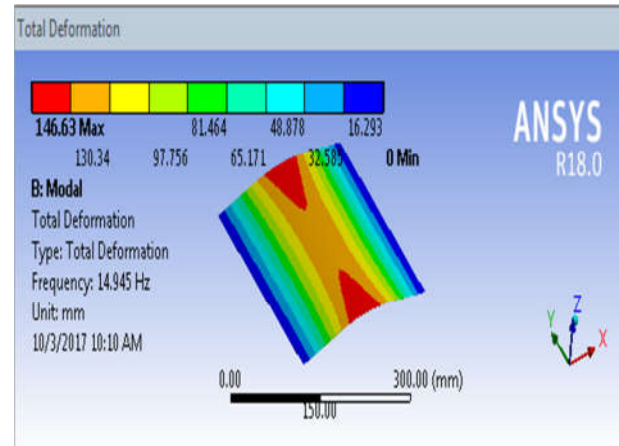 Total Deformation
146.63 Max 81.464 48.878 16.293
130.34 97.756 65.171 32.585 0 Min
ANSYS
R18.0
B: Modal
Total Deformation
Type: Total Deformation
Frequency: 14.945 Hz
Unit: mm
10/3/2017 10:10 AM
Y Z X
0.00 300.00 (mm)
150.00